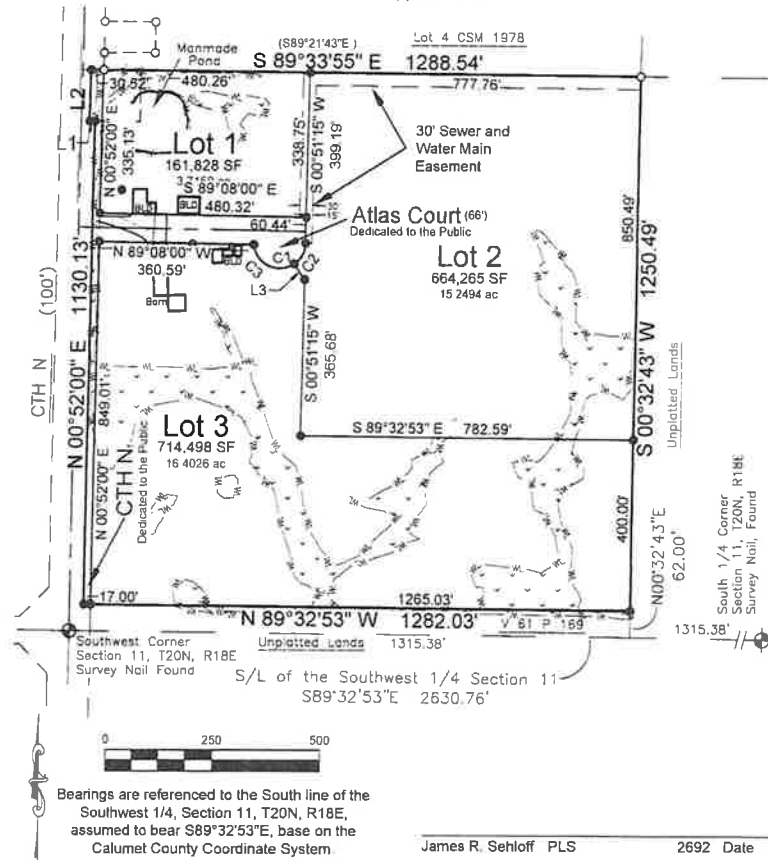 Lot 4 CSM 1978
(S89°21'43"E )
S 89°33'55" E 1288.54'
Manmade
Pond
30.52'
480.26'
777.76'
L2
L1
N 00°52'00" E
335.13'
Lot 1
161,828 SF
S 89°08'00" E
480.32'
338.75'
S 00°51'15" W
399.19'
30' Sewer and
Water Main
Easement
BLD
BLD
30
15
60.44'
Atlas Court (66')
Dedicated to the Public
N 89°08'00" W
360.59'
BLD
C3
C1
C2
L3
Barn
Lot 2
664,265 SF
15 2494 ac
850.49'
S 00°32'43" W 1250.49'
Unplatted Lands
CTH N (100')
N 00°52'00" E 1130.13'
849.01'
N 00°52'00" E
S 00°51'15" W
365.68'
S 89°32'53" E 782.59'
Lot 3
714,498 SF
16 4026 ac
CTH N
Dedicated to the Public
WL WL WL
400.00'
N00°32'43"E
62.00'
South 1/4 Corner
Section 11, T20N, R18E
Survey Nail, Found
17.00'
1265.03'
N 89°32'53" W 1282.03'
V 61 P 169
Southwest Corner
Section 11, T20N, R18E
Survey Nail Found
Unplatted Lands
1315.38'
1315.38'
S/L of the Southwest 1/4 Section 11
S89°32'53"E 2630.76'
0 250 500
Bearings are referenced to the South line of the
Southwest 1/4, Section 11, T20N, R18E,
assumed to bear S89°32'53"E, base on the
Calumet County Coordinate System
James R. Sehloff PLS 2692 Date